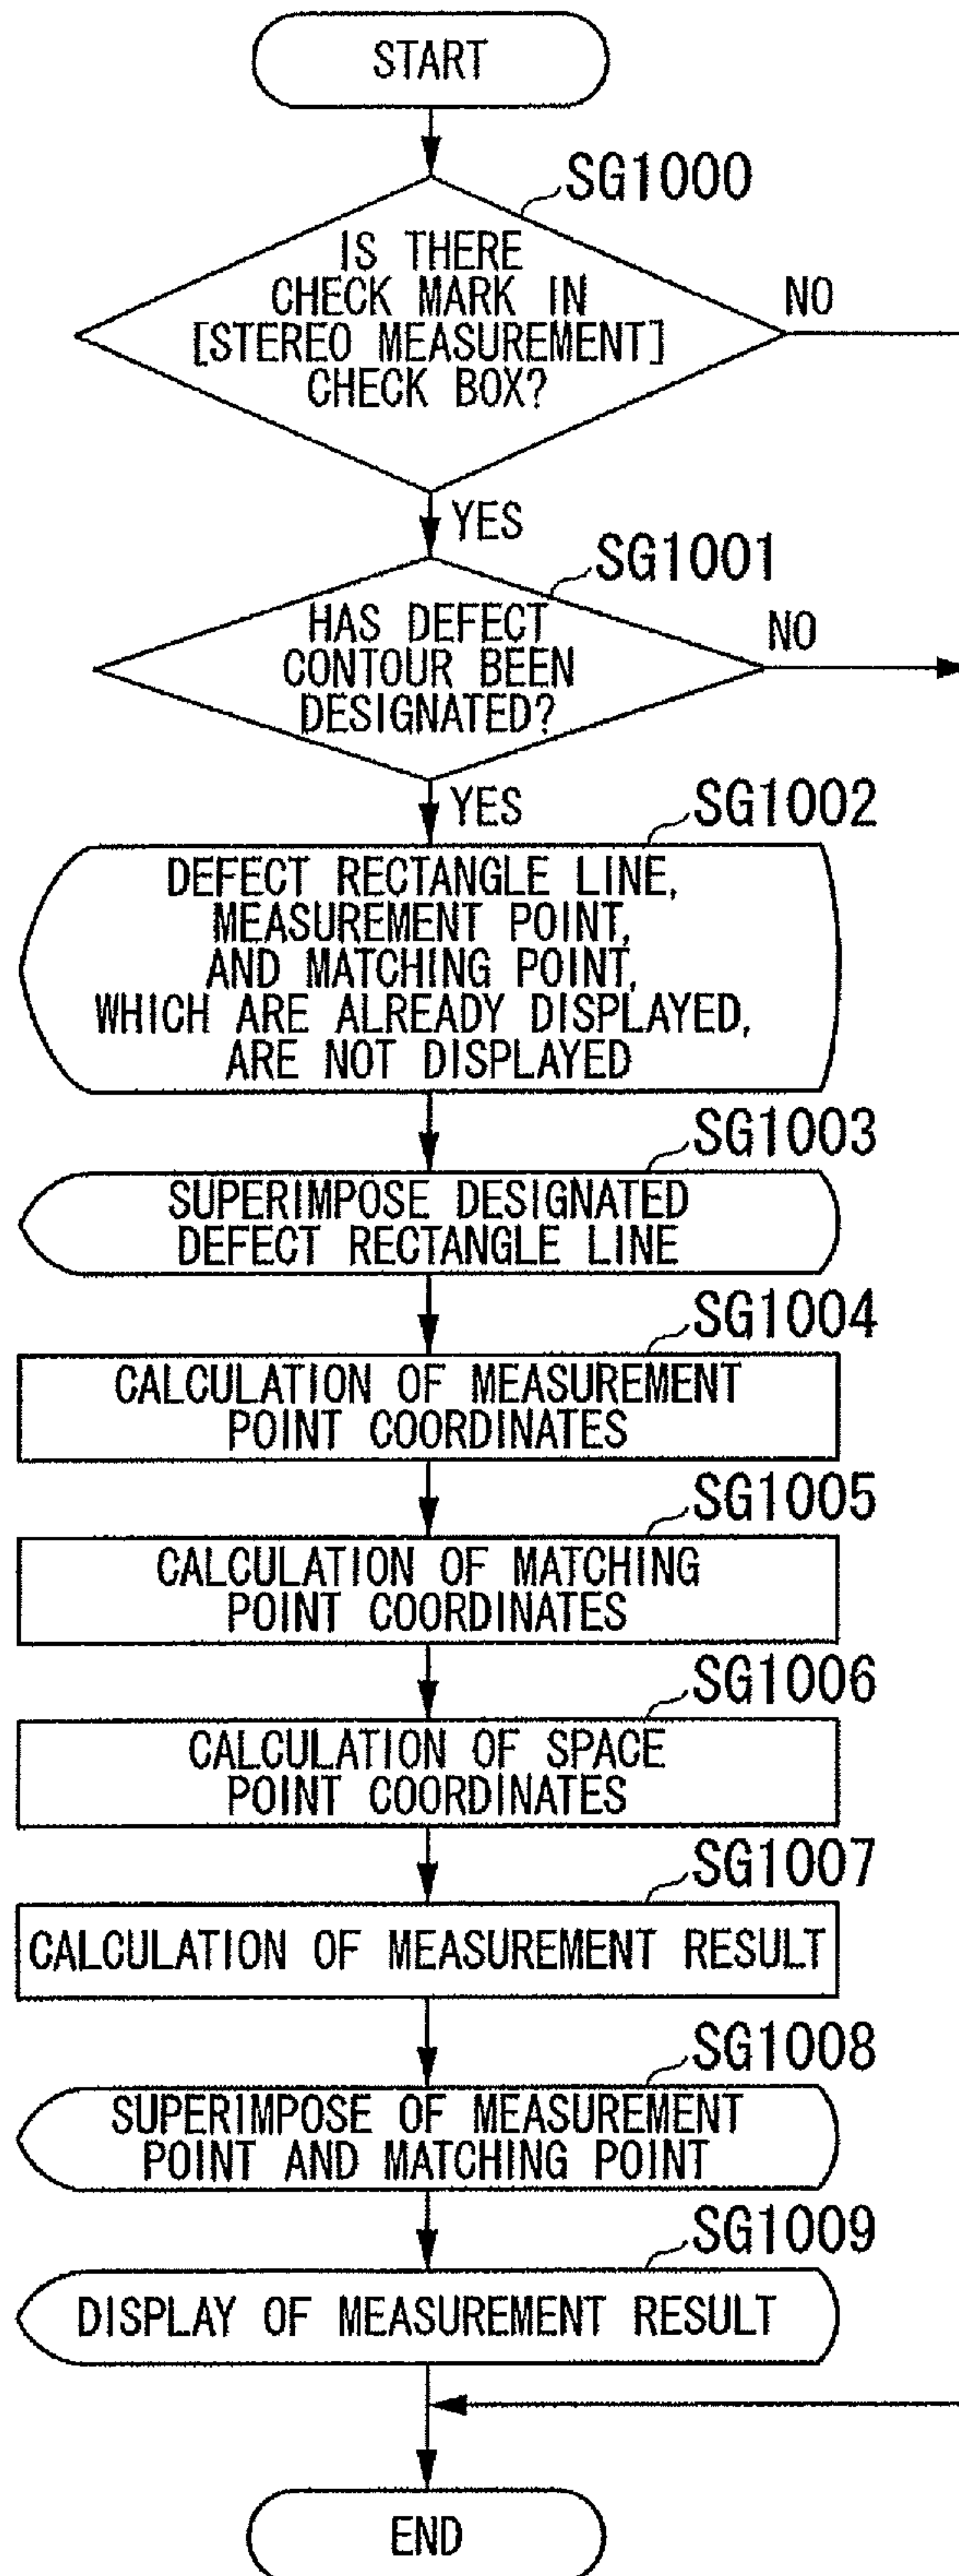 START
SG1000
IS THERE
CHECK MARK IN
[STEREO MEASUREMENT]
CHECK BOX?
NO
YES
SG1001
HAS DEFECT
CONTOUR BEEN
DESIGNATED?
NO
YES
SG1002
DEFECT RECTANGLE LINE,
MEASUREMENT POINT,
AND MATCHING POINT,
WHICH ARE ALREADY DISPLAYED,
ARE NOT DISPLAYED
SG1003
SUPERIMPOSE DESIGNATED
DEFECT RECTANGLE LINE
SG1004
CALCULATION OF MEASUREMENT
POINT COORDINATES
SG1005
CALCULATION OF MATCHING
POINT COORDINATES
SG1006
CALCULATION OF SPACE
POINT COORDINATES
SG1007
CALCULATION OF MEASUREMENT RESULT
SG1008
SUPERIMPOSE OF MEASUREMENT
POINT AND MATCHING POINT
SG1009
DISPLAY OF MEASUREMENT RESULT
END